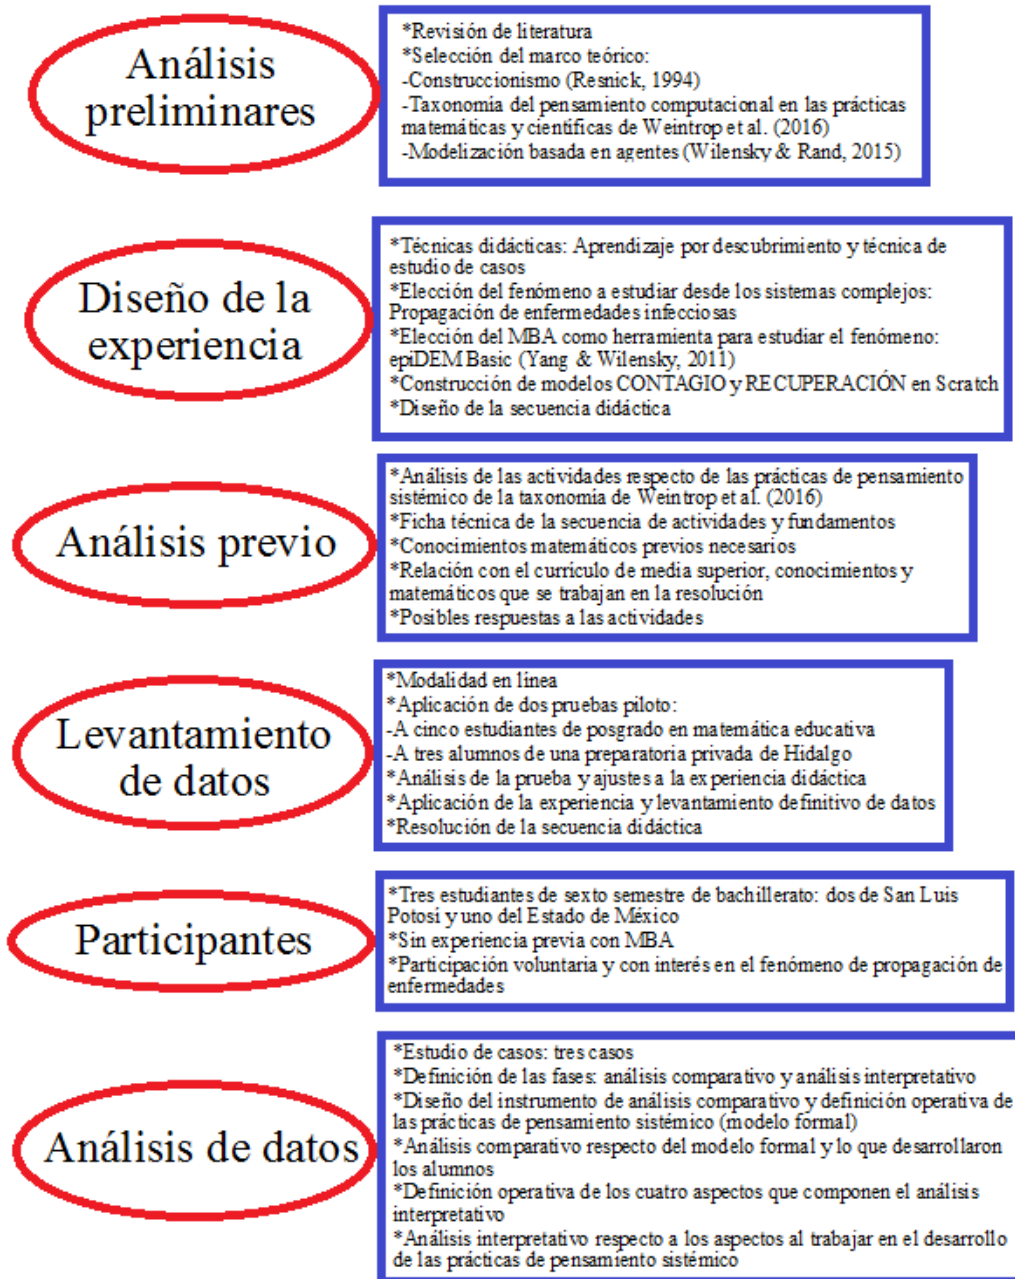 Análisis
preliminares
*Revisión de literatura
*Selección del marco teórico:
-Construccionismo (Resnick, 1994)
-Taxonomía del pensamiento computacional en las prácticas
matemáticas y científicas de Weintrop et al. (2016)
-Modelización basada en agentes (Wilensky & Rand, 2015)
Diseño de la
experiencia
*Técnicas didácticas: Aprendizaje por descubrimiento y técnica de
estudio de casos
*Elección del fenómeno a estudiar desde los sistemas complejos:
Propagación de enfermedades infecciosas
*Elección del MBA como herramienta para estudiar el fenómeno:
epiDEM Basic (Yang & Wilensky, 2011)
*Construcción de modelos CONTAGIO y RECUPERACIÓN en Scratch
*Diseño de la secuencia didáctica
Análisis previo
*Análisis de las actividades respecto de las prácticas de pensamiento
sistémico de la taxonomía de Weintrop et al. (2016)
*Ficha técnica de la secuencia de actividades y fundamentos
*Conocimientos matemáticos previos necesarios
*Relación con el currículo de media superior, conocimientos y
matemáticos que se trabajan en la resolución
*Posibles respuestas a las actividades
Levantamiento
de datos
*Modalidad en línea
*Aplicación de dos pruebas piloto:
-A cinco estudiantes de posgrado en matemática educativa
-A tres alumnos de una preparatoria privada de Hidalgo
*Análisis de la prueba y ajustes a la experiencia didáctica
*Aplicación de la experiencia y levantamiento definitivo de datos
*Resolución de la secuencia didáctica
Participantes
*Tres estudiantes de sexto semestre de bachillerato: dos de San Luis
Potosí y uno del Estado de México
*Sin experiencia previa con MBA
*Participación voluntaria y con interés en el fenómeno de propagación de
enfermedades
Análisis de datos
*Estudio de casos: tres casos
*Definición de las fases: análisis comparativo y análisis interpretativo
*Diseño del instrumento de análisis comparativo y definición operativa de
las prácticas de pensamiento sistémico (modelo formal)
*Análisis comparativo respecto del modelo formal y lo que desarrollaron
los alumnos
*Definición operativa de los cuatro aspectos que componen el análisis
interpretativo
*Análisis interpretativo respecto a los aspectos al trabajar en el desarrollo
de las prácticas de pensamiento sistémico